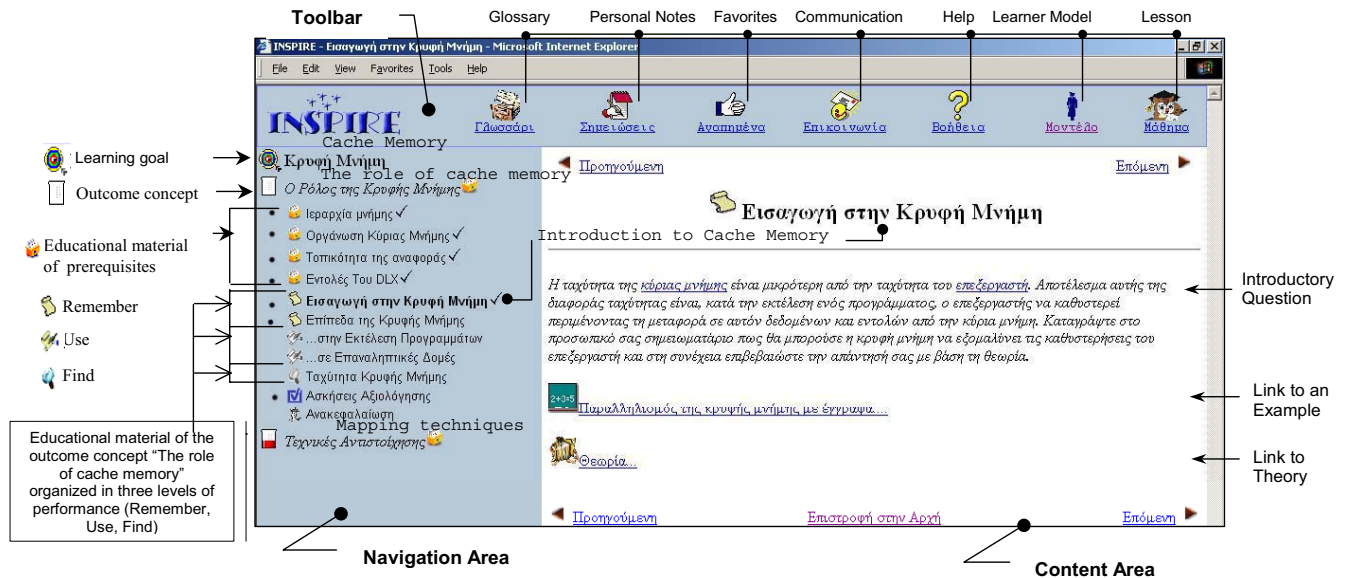 Toolbar
Glossary
Personal Notes
Favorites
Communication
Help
Learner Model
Lesson
INSPIRE - Εισαγωγή στην Κρυφή Μνήμη - Microsoft Internet Explorer
File Edit View Favorites Tools Help
INSPIRE
Γλωσσάρι
Σημειώσεις
Αγαπημένα
Επικοινωνία
Βοήθεια
Μοντέλο
Μάθημα
Learning goal
Outcome concept
Educational material
of prerequisites
Remember
Use
Find
Educational material of the
outcome concept “The role
of cache memory”
organized in three levels of
performance (Remember,
Use, Find)
Cache Memory
Κρυφή Μνήμη
The role of cache memory
Ο Ρόλος της Κρυφής Μνήμης
Ιεραρχία μνήμης
Οργάνωση Κύριας Μνήμης
Τοπικότητα της αναφοράς
Εντολές Του DLX
Εισαγωγή στην Κρυφή Μνήμη
Επίπεδα της Κρυφής Μνήμης
...στην Εκτέλεση Προγραμμάτων
...σε Επαναληπτικές Δομές
Ταχύτητα Κρυφής Μνήμης
Ασκήσεις Αξιολόγησης
Ανακεφαλαίωση
Mapping techniques
Τεχνικές Αντιστοίχησης
Προηγούμενη
Επόμενη
Εισαγωγή στην Κρυφή Μνήμη
Introduction to Cache Memory
Η ταχύτητα της κύριας μνήμης είναι μικρότερη από την ταχύτητα του επεξεργαστή. Αποτέλεσμα αυτής της
διαφοράς ταχύτητας είναι, κατά την εκτέλεση ενός προγράμματος, ο επεξεργαστής να καθυστερεί
περιμένοντας τη μεταφορά σε αυτόν δεδομένων και εντολών από την κύρια μνήμη. Καταγράψτε στο
προσωπικό σας σημειωματάριο πως θα μπορούσε η κρυφή μνήμη να εξομαλύνει τις καθυστερήσεις του
επεξεργαστή και στη συνέχεια επιβεβαιώστε την απάντησή σας με βάση τη θεωρία.
2+3=5
Παραλληλισμός της κρυφής μνήμης με έγγραφα....
Θεωρία...
Προηγούμενη
Επιστροφή στην Αρχή
Επόμενη
Introductory
Question
Link to an
Example
Link to
Theory
Navigation Area
Content Area